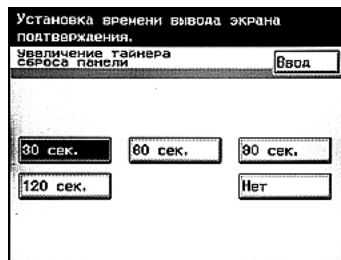 Установка времени вывода экрана
подтверждения.
Увеличение таймера
сброса панели
Ввод
30 сек.
60 сек.
90 сек.
120 сек.
Нет